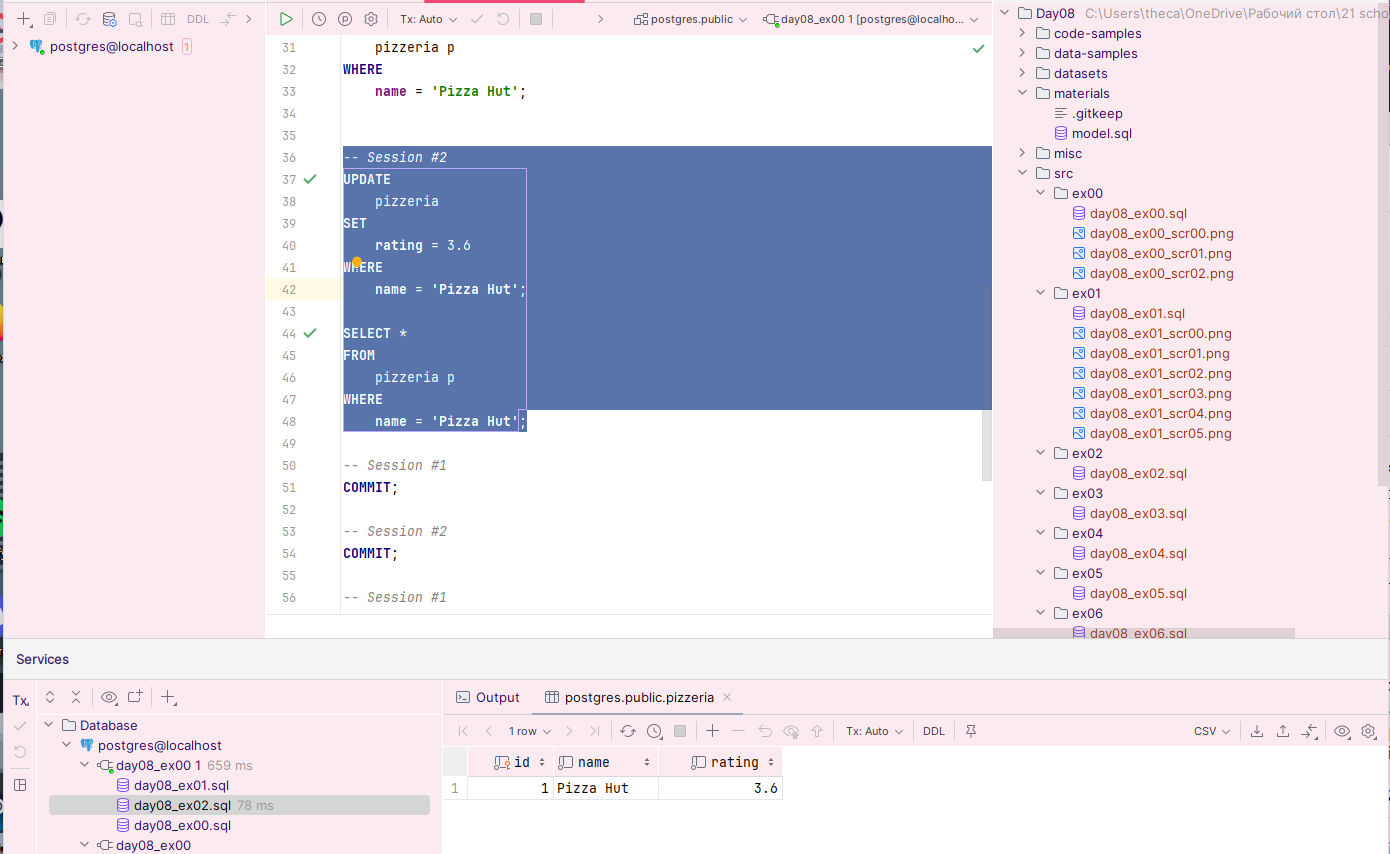 DDL
Tx: Auto
postgres.public
day08_ex00 1 [postgres@localho...
Day08 C:\Users\theca\OneDrive\Рабочий стол\21 scho
postgres@localhost 1
31 pizzeria p
32 WHERE
33 name = 'Pizza Hut';
34
35
36 -- Session #2
37 UPDATE
38 pizzeria
39 SET
40 rating = 3.6
41 WHERE
42 name = 'Pizza Hut';
43
44 SELECT *
45 FROM
46 pizzeria p
47 WHERE
48 name = 'Pizza Hut';
49
50 -- Session #1
51 COMMIT;
52
53 -- Session #2
54 COMMIT;
55
56 -- Session #1
code-samples
data-samples
datasets
materials
.gitkeep
model.sql
misc
src
ex00
day08_ex00.sql
day08_ex00_scr00.png
day08_ex00_scr01.png
day08_ex00_scr02.png
ex01
day08_ex01.sql
day08_ex01_scr00.png
day08_ex01_scr01.png
day08_ex01_scr02.png
day08_ex01_scr03.png
day08_ex01_scr04.png
day08_ex01_scr05.png
ex02
day08_ex02.sql
ex03
day08_ex03.sql
ex04
day08_ex04.sql
ex05
day08_ex05.sql
ex06
day08_ex06.sql
Services
Tx
Database
postgres@localhost
day08_ex00 1 659 ms
day08_ex01.sql
day08_ex02.sql 78 ms
day08_ex00.sql
day08_ex00
Output
postgres.public.pizzeria
1 row
Tx: Auto
DDL
CSV
id name rating
1 1 Pizza Hut 3.6